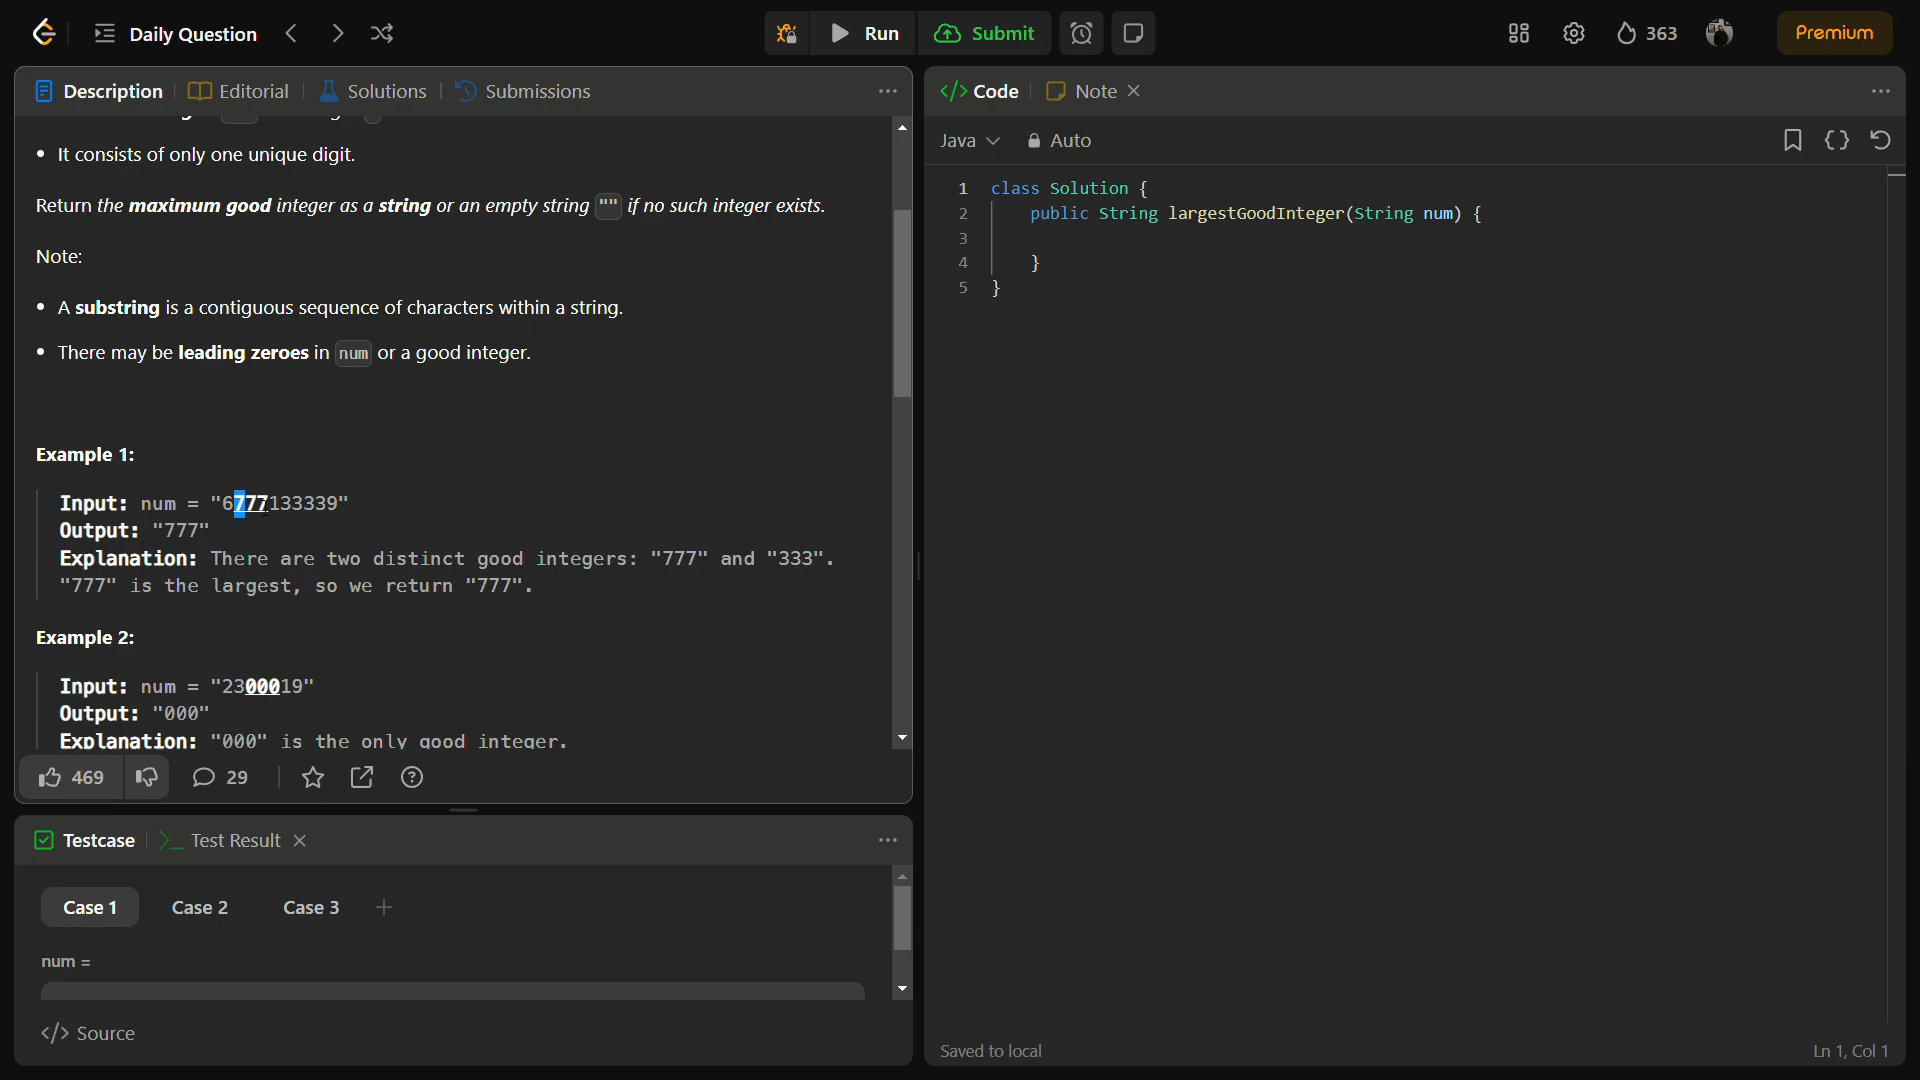 Daily Question
Run
Submit
363
Premium
Description
Editorial
Solutions
Submissions
• It consists of only one unique digit.
Return the maximum good integer as a string or an empty string "" if no such integer exists.
Note:
• A substring is a contiguous sequence of characters within a string.
• There may be leading zeroes in num or a good integer.
Example 1:
Input: num = "6777133339"
Output: "777"
Explanation: There are two distinct good integers: "777" and "333".
"777" is the largest, so we return "777".
Example 2:
Input: num = "2300019"
Output: "000"
Explanation: "000" is the only good integer.
469
29
Testcase
Test Result
Case 1
Case 2
Case 3
num =
</> Source
</> Code
Note
Java
Auto
1 class Solution {
2 public String largestGoodInteger(String num) {
3
4 }
5 }
Saved to local
Ln 1, Col 1